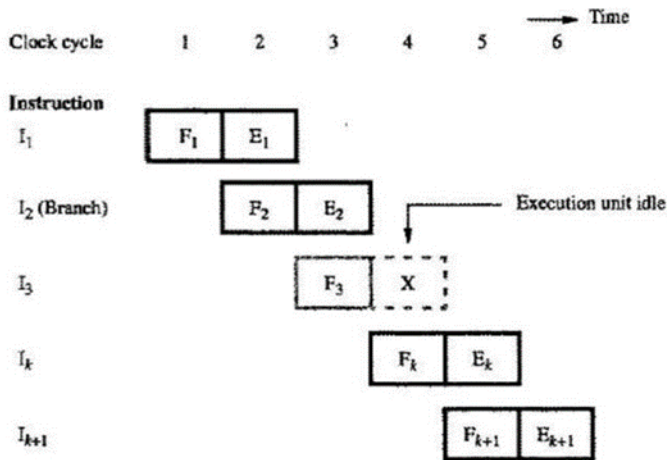 Time
Clock cycle 1 2 3 4 5 6
Instruction
I₁ F₁ E₁
I₂ (Branch) F₂ E₂
Execution unit idle
I₃ F₃ X
Iₖ Fₖ Eₖ
Iₖ₊₁ Fₖ₊₁ Eₖ₊₁